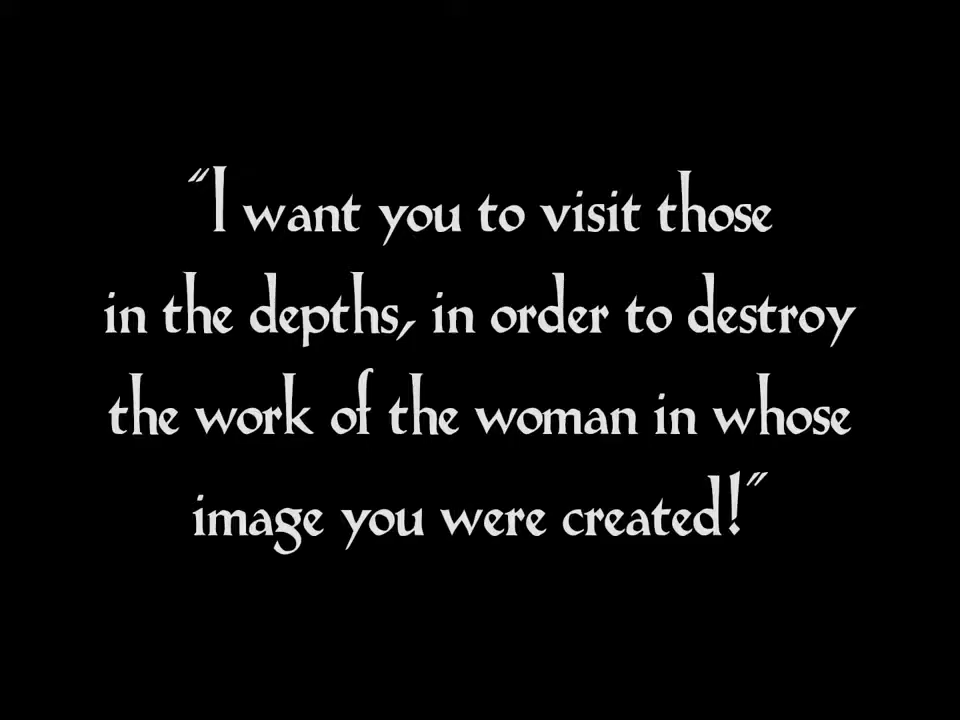 "I want you to visit those
in the depths, in order to destroy
the work of the woman in whose
image you were created!"